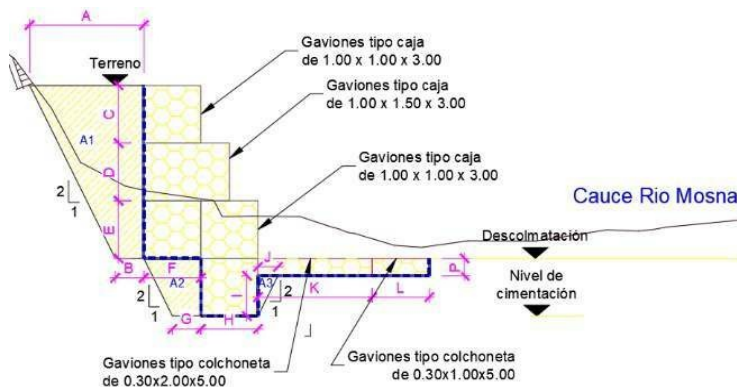 A
Terreno
Gaviones tipo caja
de 1.00 x 1.00 x 3.00
Gaviones tipo caja
de 1.00 x 1.50 x 3.00
C
A1
D
Gaviones tipo caja
de 1.00 x 1.00 x 3.00
2
1
E
Cauce Rio Mosna
Descolmatación
Nivel de
cimentación
B
F
J
P
A2
I
A3
2
1
K
L
2
1
G
H
Gaviones tipo colchoneta
de 0.30x2.00x5.00
Gaviones tipo colchoneta
de 0.30x1.00x5.00